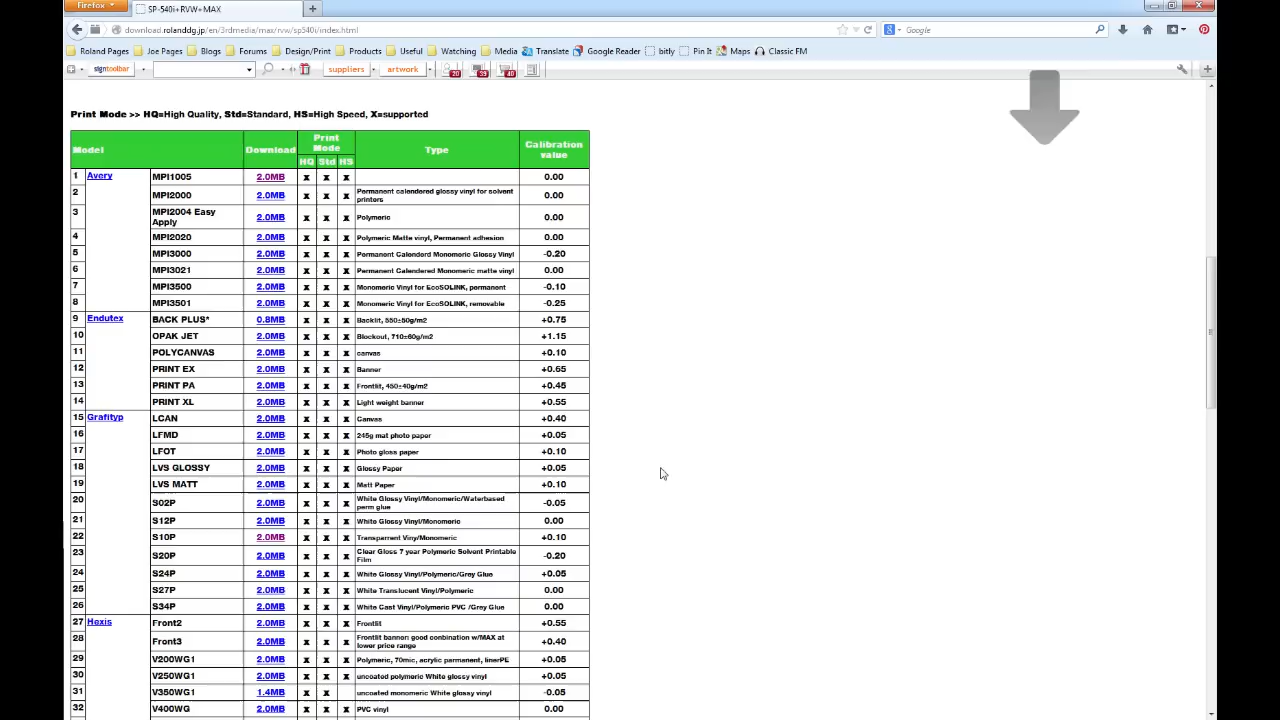 Firefox
SP-540i+RVW+MAX
download.rolanddg.jp/en/3rdmedia/max/rvw/sp540i/index.html
Google
Roland Pages Joe Pages Blogs Forums Design/Print Products Useful Watching Media Translate Google Reader bitly Pin It Maps Classic FM
signtoolbar suppliers artwork 20 39 40
Print Mode >> HQ=High Quality, Std=Standard, HS=High Speed, X=supported
Model Download Print Mode Type Calibration value
HQ Std HS
1 Avery MPI1005 2.0MB x x x 0.00
2 MPI2000 2.0MB x x x Permanent calendered glossy vinyl for solvent printers 0.00
3 MPI2004 Easy Apply 2.0MB x x x Polymeric 0.00
4 MPI2020 2.0MB x x x Polymeric Matte vinyl, Permanent adhesion 0.00
5 MPI3000 2.0MB x x x Permanent Calenderd Monomeric Glossy Vinyl -0.20
6 MPI3021 2.0MB x x x Permanent Calendered Monomeric matte vinyl 0.00
7 MPI3500 2.0MB x x x Monomeric Vinyl for EcoSOLINK, permanent -0.10
8 MPI3501 2.0MB x x x Monomeric Vinyl for EcoSOLINK, removable -0.25
9 Endutex BACK PLUS* 0.8MB x x x Backlit, 550±50g/m2 +0.75
10 OPAK JET 2.0MB x x x Blockout, 710±60g/m2 +1.15
11 POLYCANVAS 2.0MB x x x canvas +0.10
12 PRINT EX 2.0MB x x x Banner +0.65
13 PRINT PA 2.0MB x x x Frontlit, 450±40g/m2 +0.45
14 PRINT XL 2.0MB x x x Light weight banner +0.55
15 Grafityp LCAN 2.0MB x x x Canvas +0.40
16 LFMD 2.0MB x x x 245g mat photo paper +0.05
17 LFOT 2.0MB x x x Photo gloss paper +0.10
18 LVS GLOSSY 2.0MB x x x Glossy Paper +0.05
19 LVS MATT 2.0MB x x x Matt Paper +0.10
20 S02P 2.0MB x x x White Glossy Vinyl/Monomeric/Waterbased perm glue -0.05
21 S12P 2.0MB x x x White Glossy Vinyl/Monomeric 0.00
22 S10P 2.0MB x x x Transparrent Viny/Monomeric +0.10
23 S20P 2.0MB x x x Clear Gloss 7 year Polymeric Solvent Printable Film -0.20
24 S24P 2.0MB x x x White Glossy Vinyl/Polymeric/Grey Glue +0.05
25 S27P 2.0MB x x x White Translucent Vinyl/Polymeric 0.00
26 S34P 2.0MB x x x White Cast Vinyl/Polymeric PVC /Grey Glue 0.00
27 Hexis Front2 2.0MB x x x Frontlit +0.55
28 Front3 2.0MB x x x Frontlit banner: good combination w/MAX at lower price range +0.40
29 V200WG1 2.0MB x x x Polymeric, 70mic, acrylic parmanent, linerPE +0.05
30 V250WG1 2.0MB x x x uncoated polymeric White glossy vinyl +0.05
31 V350WG1 1.4MB x x uncoated monomeric White glossy vinyl -0.05
32 V400WG 2.0MB x x x PVC vinyl 0.00